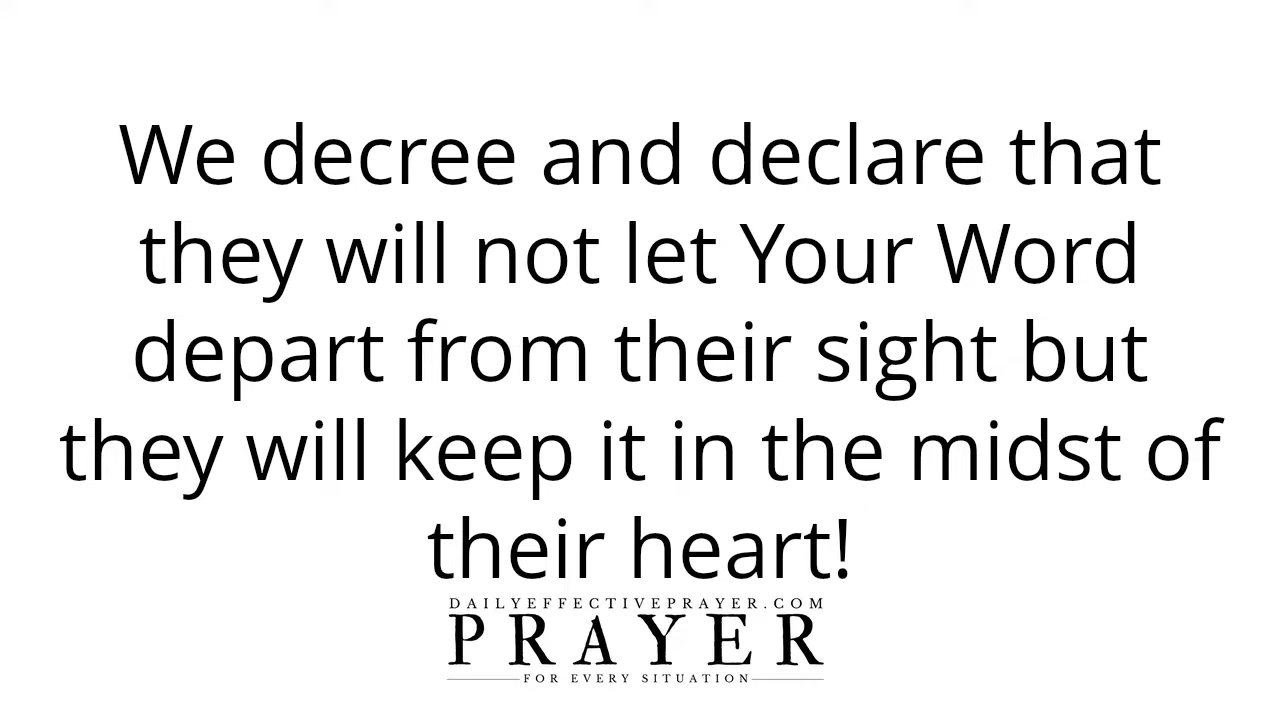 We decree and declare that
they will not let Your Word
depart from their sight but
they will keep it in the midst of
their heart!
DAILYEFFECTIVEPRAYER.COM
PRAYER
FOR EVERY SITUATION